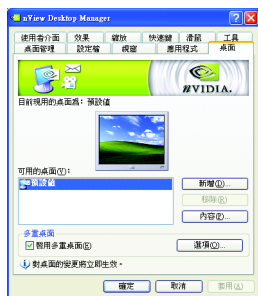 nView Desktop Manager
使用者介面 效果 縮放 快速鍵 滑鼠 工具
桌面管理 設定檔 視窗 應用程式 桌面
nVIDIA.
目前現用的桌面為: 預設值
可用的桌面(V):
預設值
新增(D)...
移除(R)
內容(P)...
多重桌面
啟用多重桌面(E)
選項(O)...
對桌面的變更將立即生效。
確定 取消 套用(A)